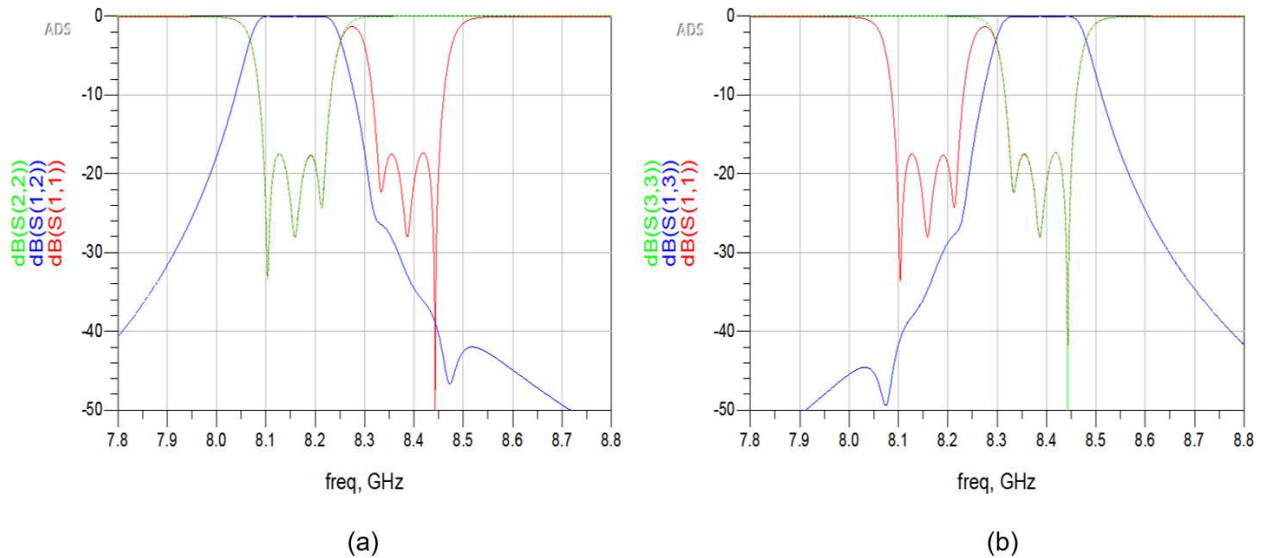 ADS
0
-10
-20
-30
-40
-50
dB(S(2,2))
dB(S(1,2))
dB(S(1,1))
7.8 7.9 8.0 8.1 8.2 8.3 8.4 8.5 8.6 8.7 8.8
freq, GHz
(a)
ADS
0
-10
-20
-30
-40
-50
dB(S(3,3))
dB(S(1,3))
dB(S(1,1))
7.8 7.9 8.0 8.1 8.2 8.3 8.4 8.5 8.6 8.7 8.8
freq, GHz
(b)